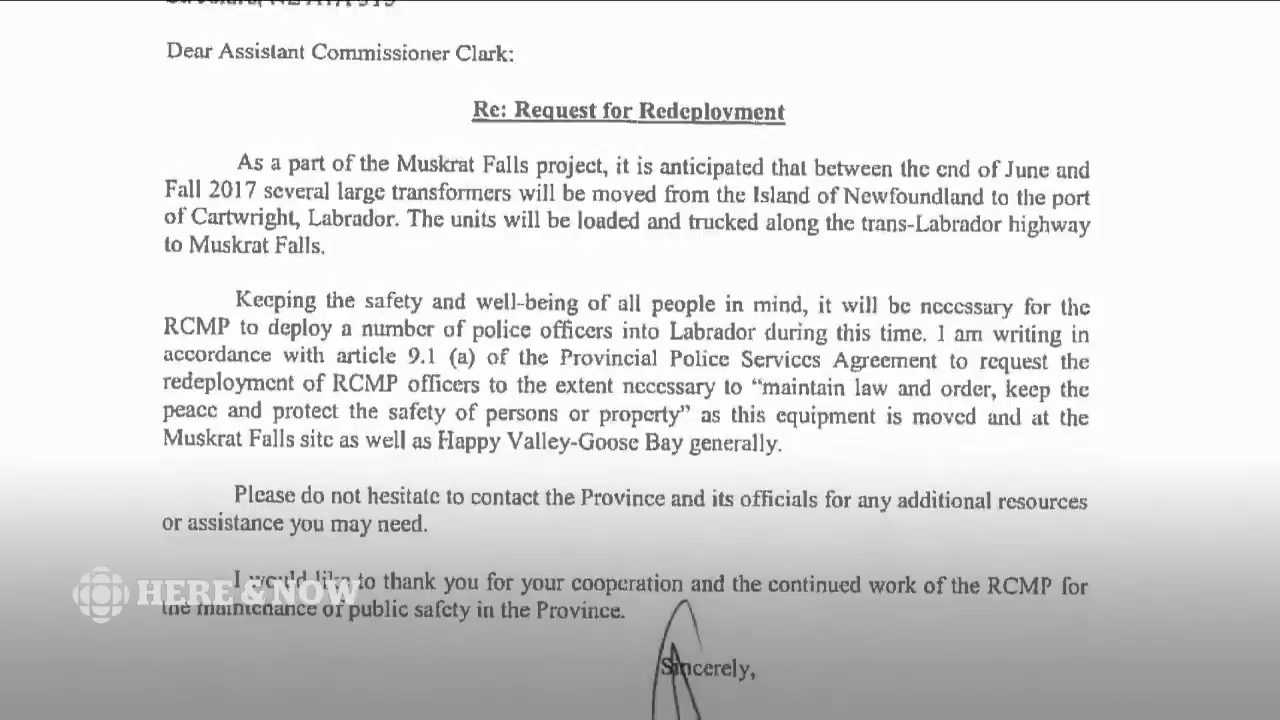 Dear Assistant Commissioner Clark:
Re: Request for Redeployment
As a part of the Muskrat Falls project, it is anticipated that between the end of June and
Fall 2017 several large transformers will be moved from the Island of Newfoundland to the port
of Cartwright, Labrador. The units will be loaded and trucked along the trans-Labrador highway
to Muskrat Falls.
Keeping the safety and well-being of all people in mind, it will be necessary for the
RCMP to deploy a number of police officers into Labrador during this time. I am writing in
accordance with article 9.1 (a) of the Provincial Police Services Agreement to request the
redeployment of RCMP officers to the extent necessary to “maintain law and order, keep the
peace and protect the safety of persons or property” as this equipment is moved and at the
Muskrat Falls site as well as Happy Valley-Goose Bay generally.
Please do not hesitate to contact the Province and its officials for any additional resources
or assistance you may need.
I would like to thank you for your cooperation and the continued work of the RCMP for
the maintenance of public safety in the Province.
HERE & NOW
Sincerely,